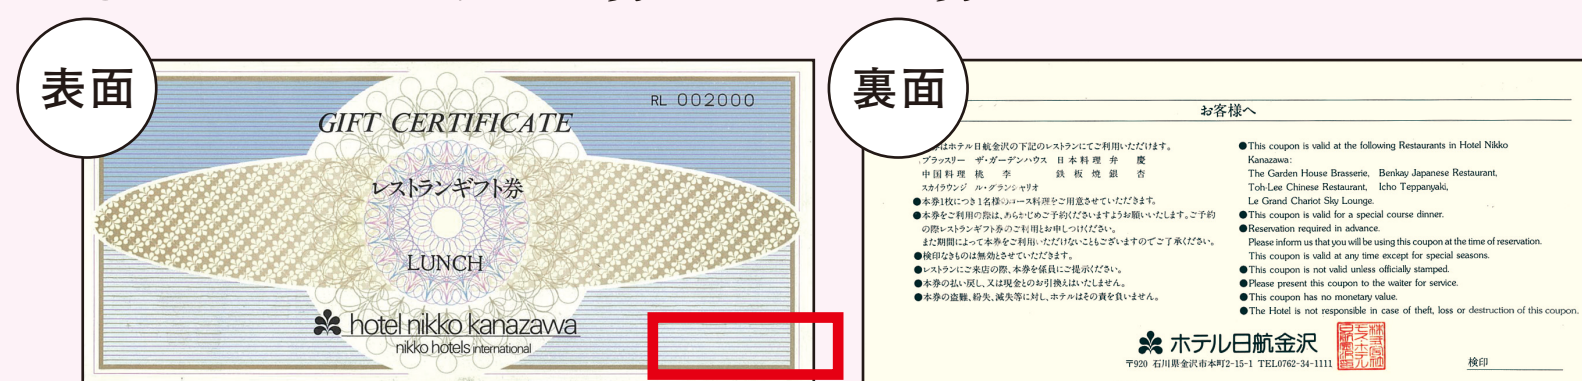 表面
RL 002000
GIFT CERTIFICATE
レストランギフト券
LUNCH
hotel nikko kanazawa
nikko hotels international
裏面
お客様へ
はホテル日航金沢の下記のレストランにてご利用いただけます。
ブラッスリー ザ・ガーデンハウス 日本料理 弁慶
中国料理 桃李 鉄板焼 銀杏
スカイラウンジ ル・グランシャリオ
●本券1枚につき1名様のコース料理をご用意させていただきます。
●本券をご利用の際は、あらかじめご予約くださいますようお願いいたします。ご予約
の際レストランギフト券のご利用とお申しつけください。
また期間によって本券をご利用いただけないこともございますのでご了承ください。
●検印なきものは無効とさせていただきます。
●レストランにご来店の際、本券を係員にご提示ください。
●本券の払い戻し、又は現金とのお引換えはいたしません。
●本券の盗難、紛失、滅失等に対し、ホテルはその責を負いません。
●This coupon is valid at the following Restaurants in Hotel Nikko
Kanazawa:
The Garden House Brasserie, Benkay Japanese Restaurant,
Toh-Lee Chinese Restaurant, Icho Teppanyaki,
Le Grand Chariot Sky Lounge.
●This coupon is valid for a special course dinner.
●Reservation required in advance.
Please inform us that you will be using this coupon at the time of reservation.
This coupon is valid at any time except for special seasons.
●This coupon is not valid unless officially stamped.
●Please present this coupon to the waiter for service.
●This coupon has no monetary value.
●The Hotel is not responsible in case of theft, loss or destruction of this coupon.
ホテル日航金沢
〒920 石川県金沢市本町2-15-1 TEL.0762-34-1111
検印